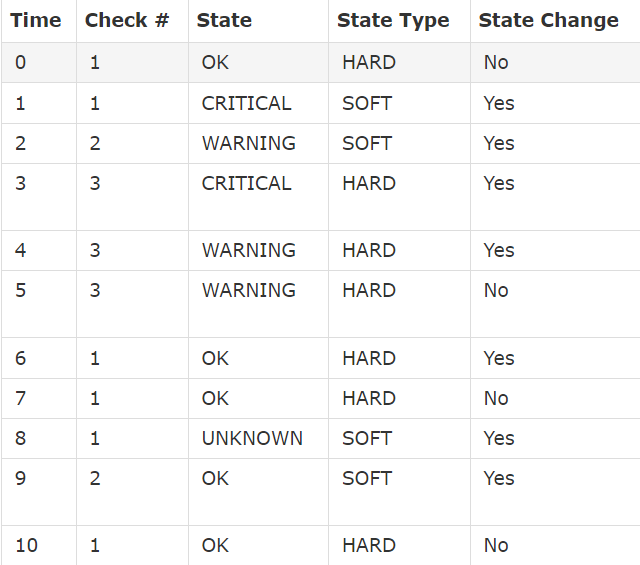 Time Check # State State Type State Change
0 1 OK HARD No
1 1 CRITICAL SOFT Yes
2 2 WARNING SOFT Yes
3 3 CRITICAL HARD Yes
4 3 WARNING HARD Yes
5 3 WARNING HARD No
6 1 OK HARD Yes
7 1 OK HARD No
8 1 UNKNOWN SOFT Yes
9 2 OK SOFT Yes
10 1 OK HARD No